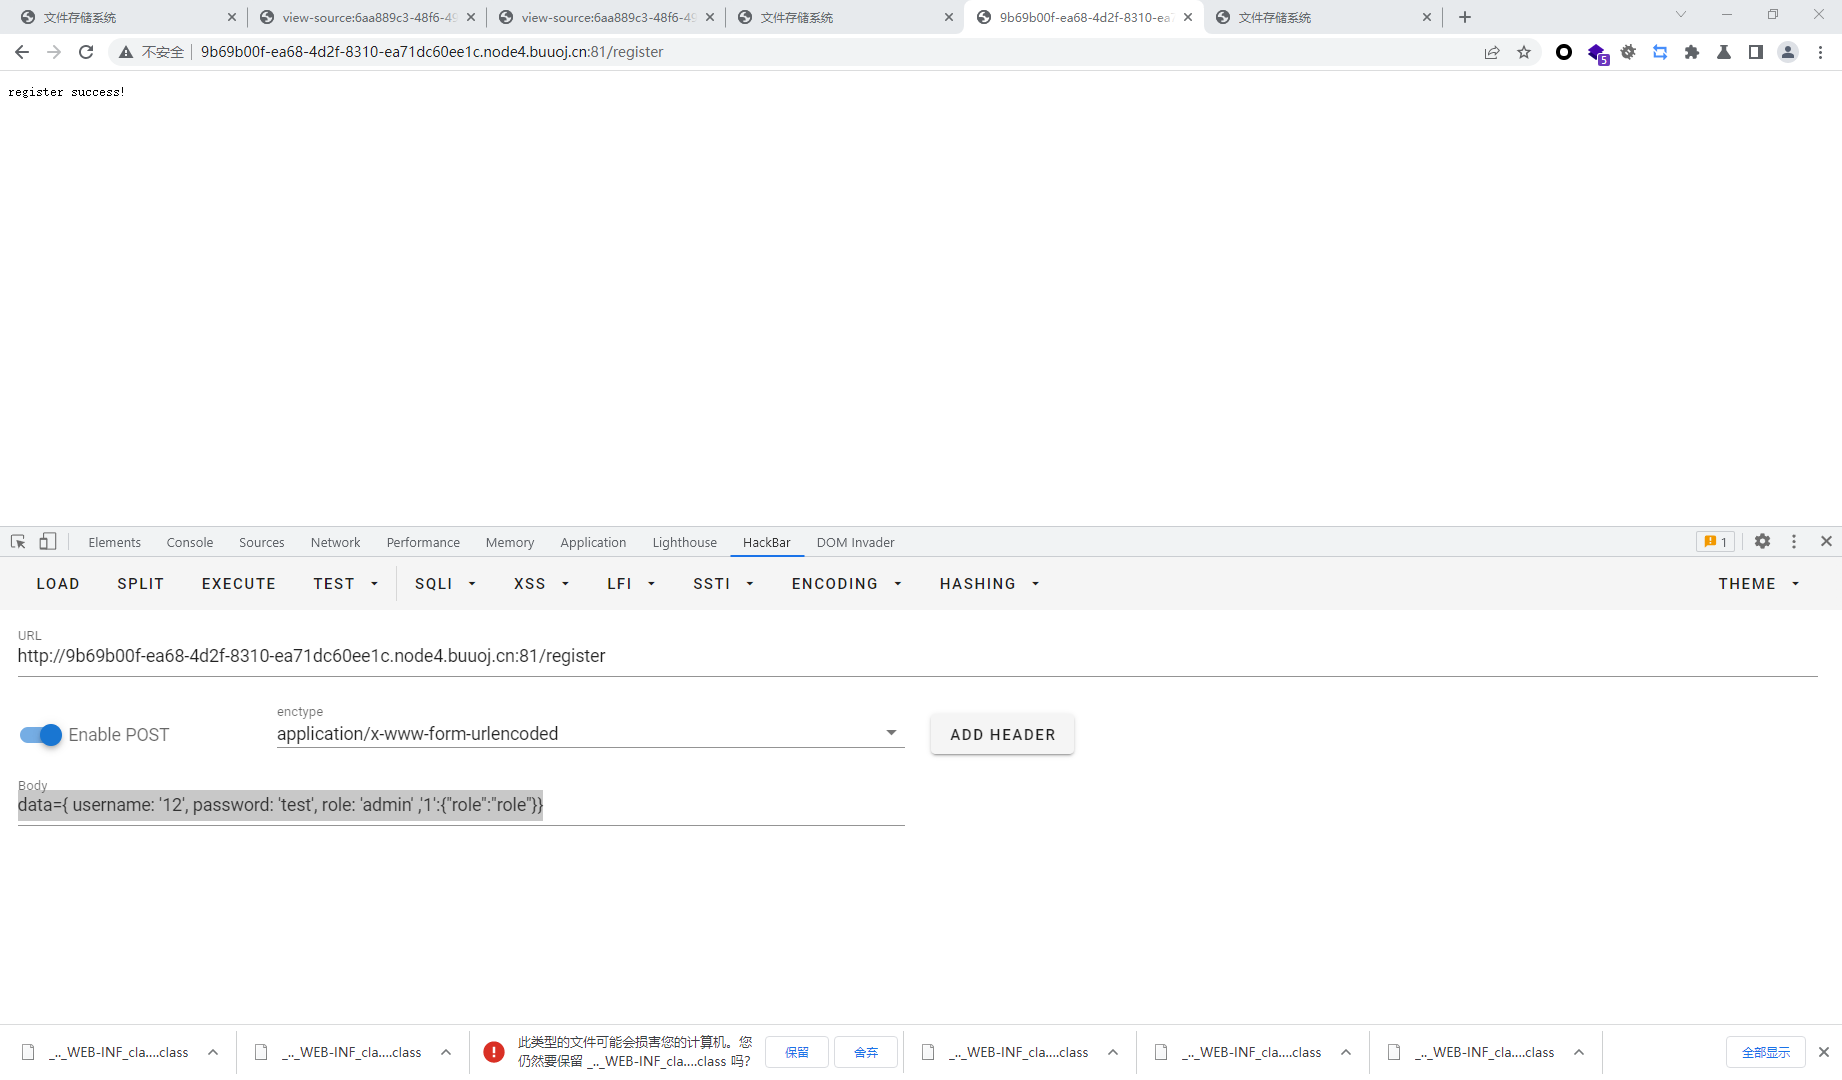 文件存储系统
view-source:6aa889c3-48f6-49
view-source:6aa889c3-48f6-49
文件存储系统
9b69b00f-ea68-4d2f-8310-ea7
文件存储系统
不安全
9b69b00f-ea68-4d2f-8310-ea71dc60ee1c.node4.buuoj.cn:81/register
5
register success!
Elements Console Sources Network Performance Memory Application Lighthouse HackBar DOM Invader
1
LOAD SPLIT EXECUTE TEST SQLI XSS LFI SSTI ENCODING HASHING THEME
URL
http://9b69b00f-ea68-4d2f-8310-ea71dc60ee1c.node4.buuoj.cn:81/register
Enable POST
enctype
application/x-www-form-urlencoded
ADD HEADER
Body
data={ username: '12', password: 'test', role: 'admin' ,'1':{"role":"role"}}
_.._WEB-INF_cla....class
_.._WEB-INF_cla....class
此类型的文件可能会损害您的计算机。您
仍然要保留 _.._WEB-INF_cla....class 吗?
保留
舍弃
_.._WEB-INF_cla....class
_.._WEB-INF_cla....class
_.._WEB-INF_cla....class
全部显示